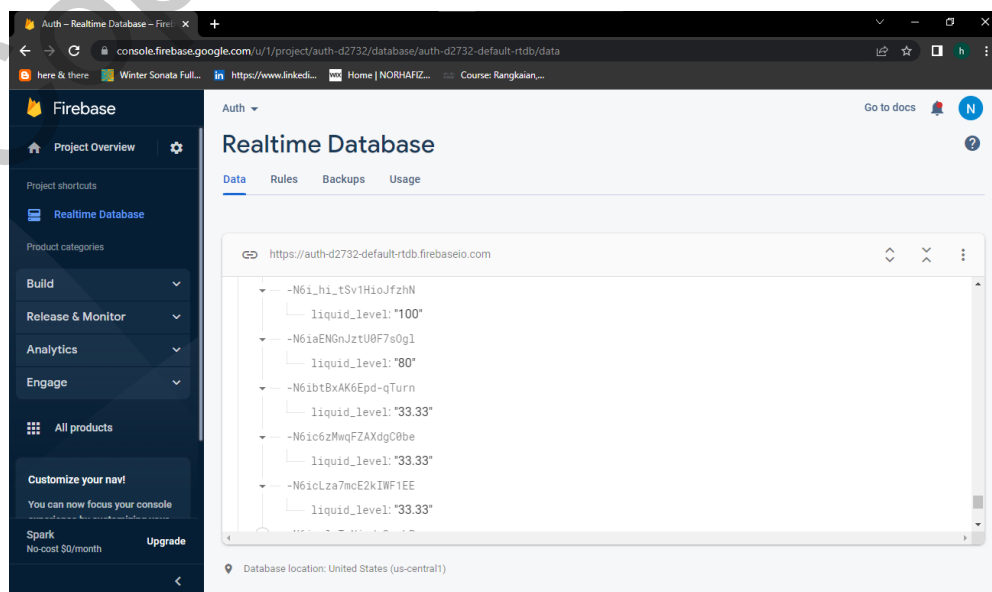 Auth – Realtime Database – Fireb
console.firebase.google.com/u/1/project/auth-d2732/database/auth-d2732-default-rtdb/data
h
here & there
Winter Sonata Full...
https://www.linkedi...
Home | NORHAFIZ...
Course: Rangkaian,...
Firebase
Auth
Go to docs
N
Project Overview
Realtime Database
Data
Rules
Backups
Usage
Project shortcuts
Realtime Database
Product categories
Build
Release & Monitor
Analytics
Engage
All products
Customize your nav!
You can now focus your console
Spark
No-cost $0/month
Upgrade
https://auth-d2732-default-rtdb.firebaseio.com
-N6i_hi_tSv1HioJfzhN
liquid_level: "100"
-N6iaENGnJztU0F7sOgl
liquid_level: "80"
-N6ibtBxAK6Epd-qTurn
liquid_level: "33.33"
-N6ic6zMwqFZAXdgC0be
liquid_level: "33.33"
-N6icLza7mcE2kIWF1EE
liquid_level: "33.33"
Database location: United States (us-central1)